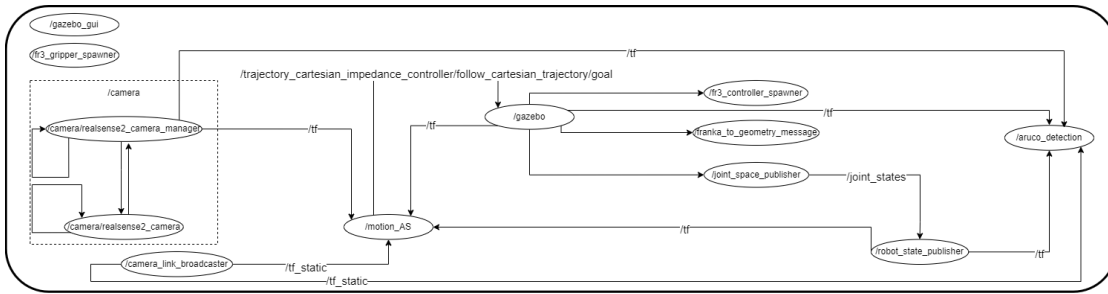 /gazebo_gui
/fr3_gripper_spawner
/tf
/trajectory_cartesian_impedance_controller/follow_cartesian_trajectory/goal
/camera
/fr3_controller_spawner
/gazebo
/tf
/camera/realsense2_camera_manager
/tf
/tf
/franka_to_geometry_message
/aruco_detection
/joint_space_publisher
/joint_states
/camera/realsense2_camera
/motion_AS
/tf
/robot_state_publisher
/tf
/camera_link_broadcaster
/tf_static
/tf_static